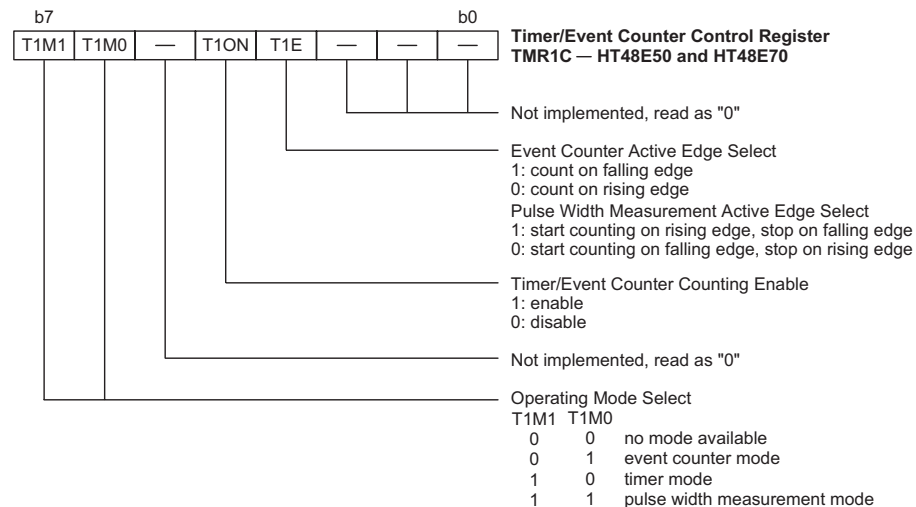 b7 b0
T1M1 T1M0 — T1ON T1E — — —
Timer/Event Counter Control Register
TMR1C — HT48E50 and HT48E70
Not implemented, read as "0"
Event Counter Active Edge Select
1: count on falling edge
0: count on rising edge
Pulse Width Measurement Active Edge Select
1: start counting on rising edge, stop on falling edge
0: start counting on falling edge, stop on rising edge
Timer/Event Counter Counting Enable
1: enable
0: disable
Not implemented, read as "0"
Operating Mode Select
T1M1 T1M0
0 0 no mode available
0 1 event counter mode
1 0 timer mode
1 1 pulse width measurement mode